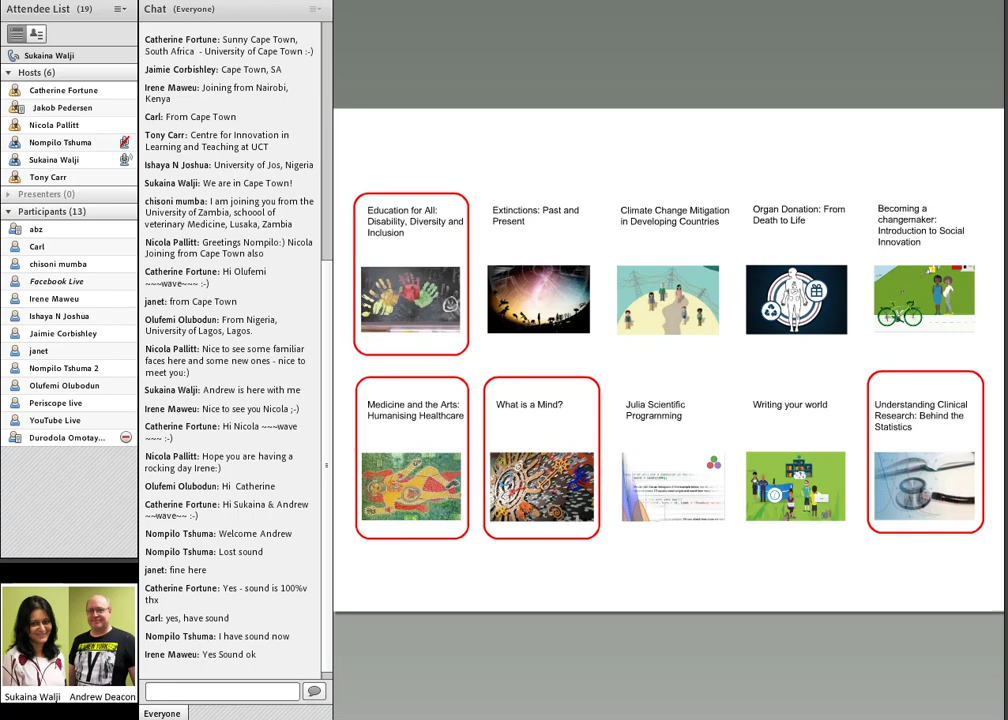 Attendee List (19)
Sukaina Walji
Hosts (6)
Catherine Fortune
Jakob Pedersen
Nicola Pallitt
Nompilo Tshuma
Sukaina Walji
Tony Carr
Presenters (0)
Participants (13)
abz
Carl
chisoni mumba
Facebook Live
Irene Maweu
Ishaya N Joshua
Jaimie Corbishley
janet
Nompilo Tshuma 2
Olufemi Olubodun
Periscope live
YouTube Live
Durodola Omotay...
Sukaina Walji
Andrew Deacon
Chat (Everyone)
Catherine Fortune: Sunny Cape Town,
South Africa - University of Cape Town :-)
Jaimie Corbishley: Cape Town, SA
Irene Maweu: Joining from Nairobi,
Kenya
Carl: From Cape Town
Tony Carr: Centre for Innovation in
Learning and Teaching at UCT
Ishaya N Joshua: University of Jos, Nigeria
Sukaina Walji: We are in Cape Town!
chisoni mumba: I am joining you from the
University of Zambia, schoool of
veterinary Medicine, Lusaka, Zambia
Nicola Pallitt: Greetings Nompilo:) Nicola
Joining from Cape Town also
Catherine Fortune: Hi Olufemi
~~~wave~~~ :-)
janet: from Cape Town
Olufemi Olubodun: From Nigeria,
University of Lagos, Lagos.
Nicola Pallitt: Nice to see some familiar
faces here and some new ones - nice to
meet you:)
Sukaina Walji: Andrew is here with me
Irene Maweu: Nice to see you Nicola ;-)
Catherine Fortune: Hi Nicola ~~~wave
~~~ :-)
Nicola Pallitt: Hope you are having a
rocking day Irene:)
Olufemi Olubodun: Hi Catherine
Catherine Fortune: Hi Sukaina & Andrew
~~wave~~ :-)
Nompilo Tshuma: Welcome Andrew
Nompilo Tshuma: Lost sound
janet: fine here
Catherine Fortune: Yes - sound is 100%v
thx
Carl: yes, have sound
Nompilo Tshuma: I have sound now
Irene Maweu: Yes Sound ok
Everyone
Education for All:
Disability, Diversity and
Inclusion
Extinctions: Past and
Present
Climate Change Mitigation
in Developing Countries
Organ Donation: From
Death to Life
Becoming a
changemaker:
Introduction to Social
Innovation
Medicine and the Arts:
Humanising Healthcare
What is a Mind?
Julia Scientific
Programming
Writing your world
Understanding Clinical
Research: Behind the
Statistics